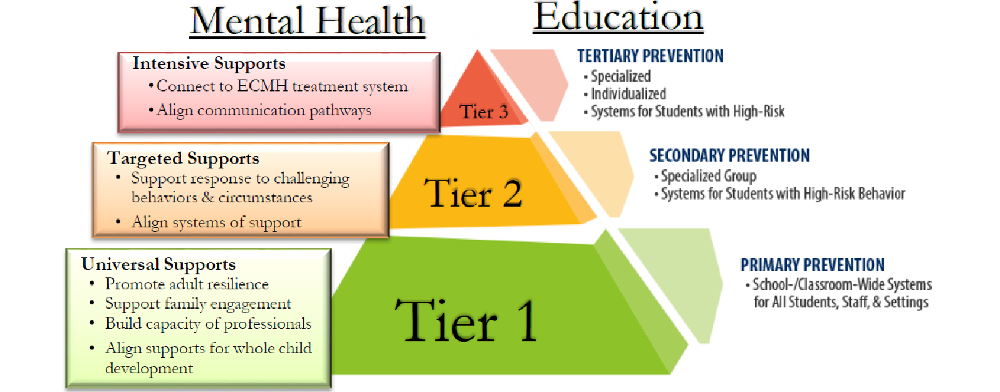 Mental Health
Education
Intensive Supports
• Connect to ECMH treatment system
• Align communication pathways
Tier 3
TERTIARY PREVENTION
• Specialized
• Individualized
• Systems for Students with High-Risk
Targeted Supports
• Support response to challenging
behaviors & circumstances
• Align systems of support
Tier 2
SECONDARY PREVENTION
• Specialized Group
• Systems for Students with High-Risk Behavior
Universal Supports
• Promote adult resilience
• Support family engagement
• Build capacity of professionals
• Align supports for whole child
development
Tier 1
PRIMARY PREVENTION
• School-/Classroom-Wide Systems
for All Students, Staff, & Settings